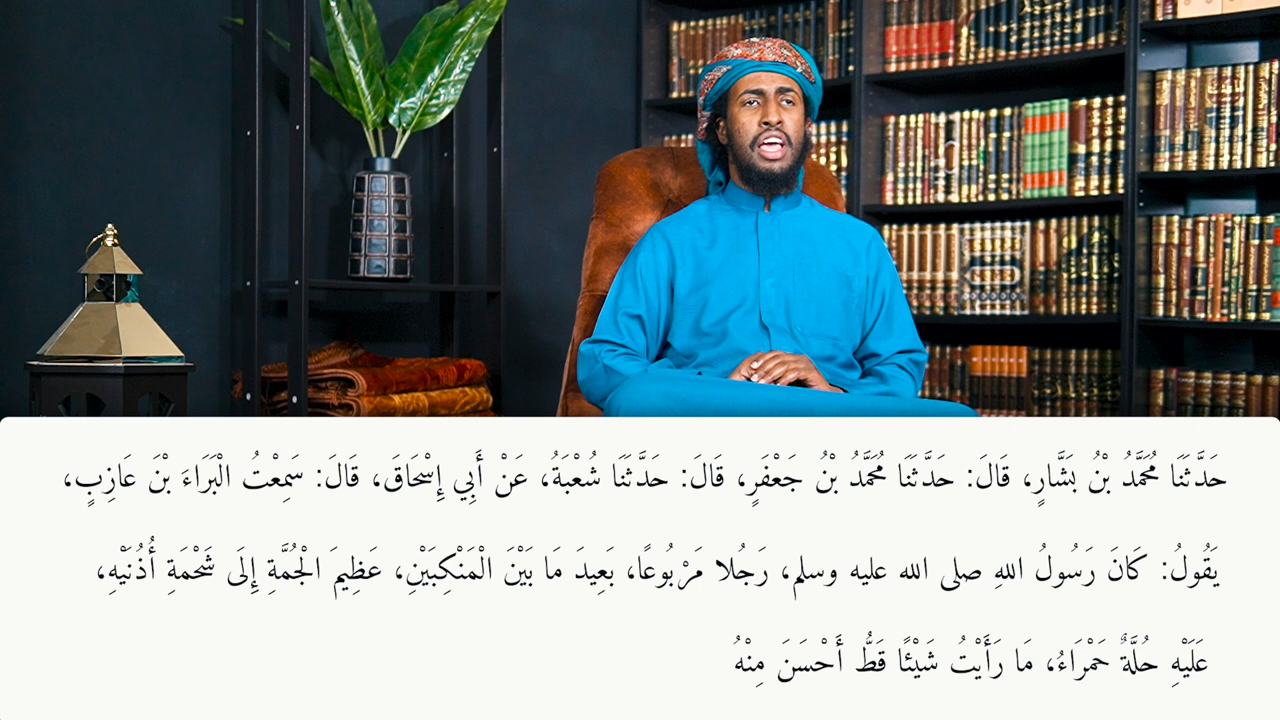 حَدَّثَنَا مُحَمَّدُ بْنُ بَشَّارٍ، قَالَ: حَدَّثَنَا مُحَمَّدُ بْنُ جَعْفَرٍ، قَالَ: حَدَّثَنَا شُعْبَةُ، عَنْ أَبِي إِسْحَاقَ، قَالَ: سَمِعْتُ الْبَرَاءَ بْنَ عَازِبٍ،
يَقُولُ: كَانَ رَسُولُ اللهِ صلى الله عليه وسلم، رَجُلا مَرْبُوعًا، بَعِيدَ مَا بَيْنَ الْمَنْكِبَيْنِ، عَظِيمَ الْجُمَّةِ إِلَى شَحْمَةِ أُذُنَيْهِ،
عَلَيْهِ حُلَّةٌ حَمْرَاءُ، مَا رَأَيْتُ شَيْئًا قَطُّ أَحْسَنَ مِنْهُ